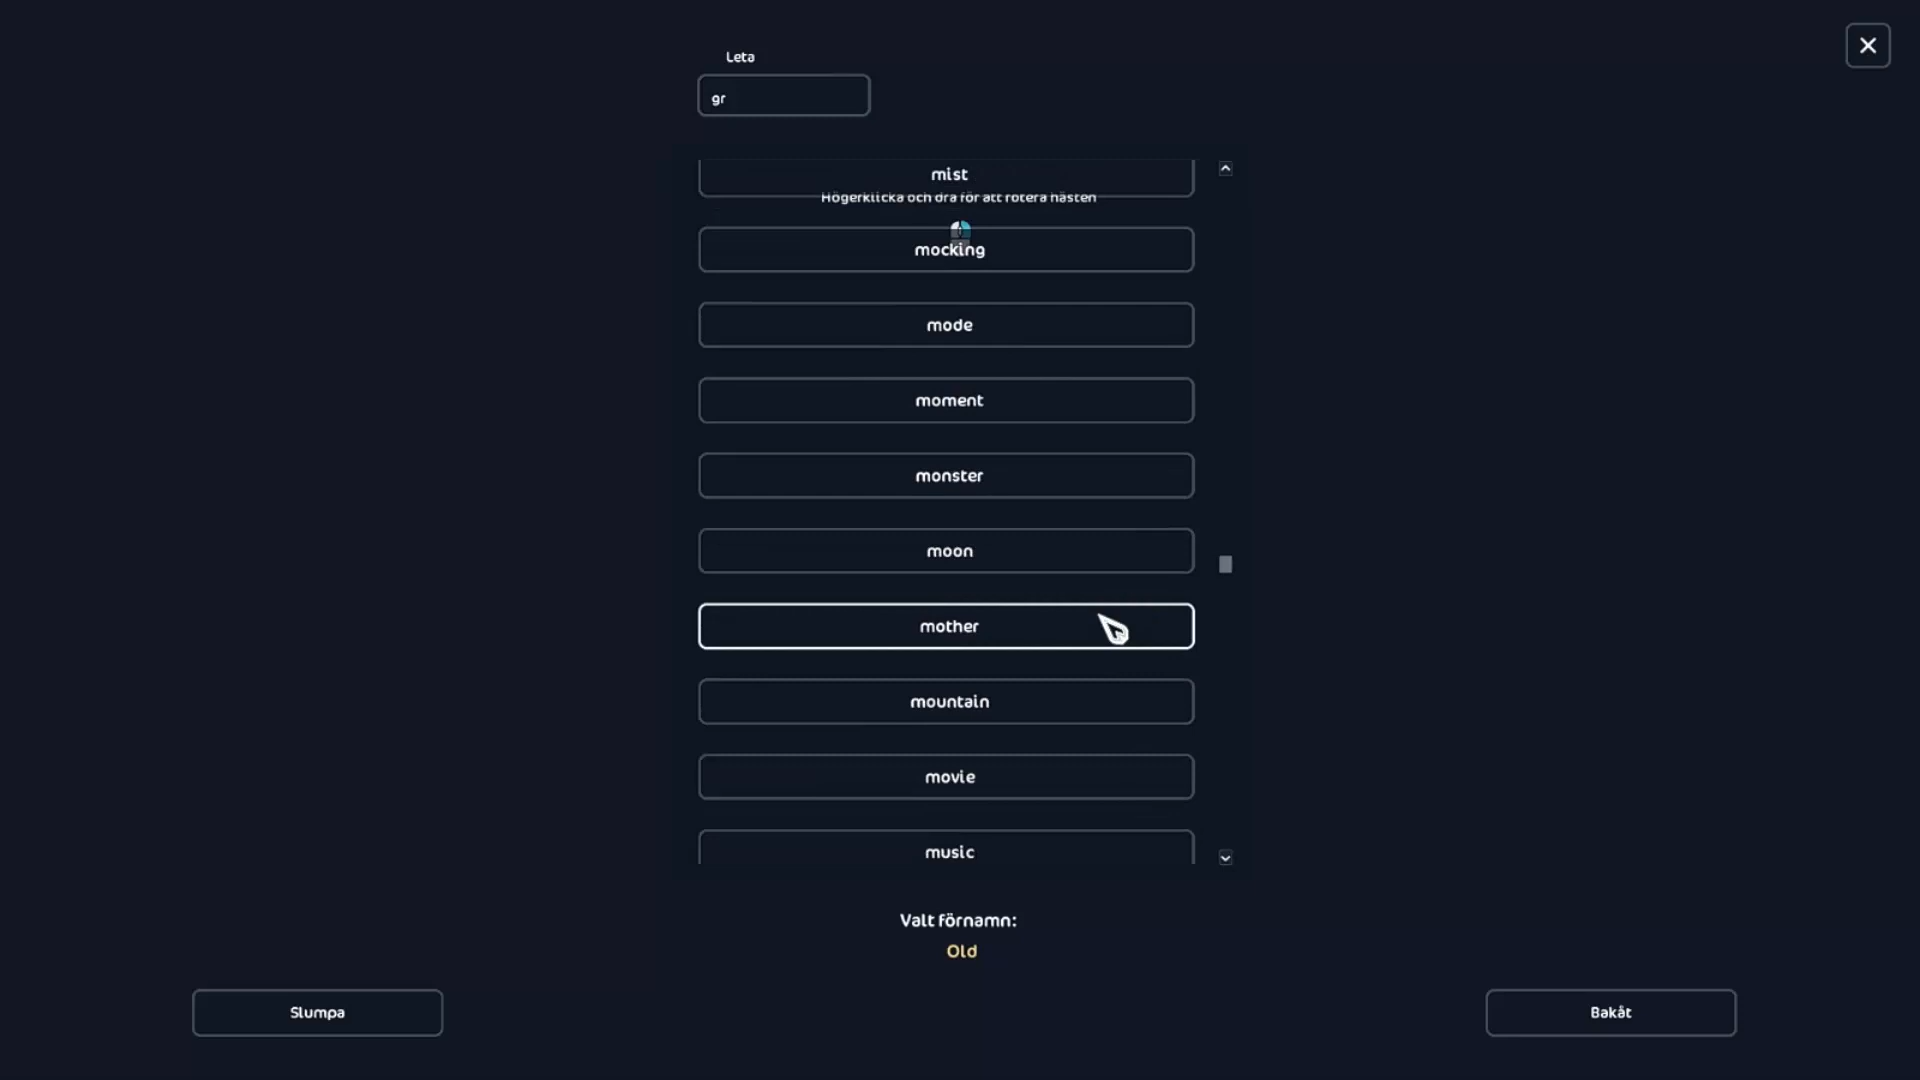 Leta
gr
mist
Högerklicka och dra för att rotera hästen
mocking
mode
moment
monster
moon
mother
mountain
movie
music
Valt förnamn:
Old
Slumpa
Bakåt